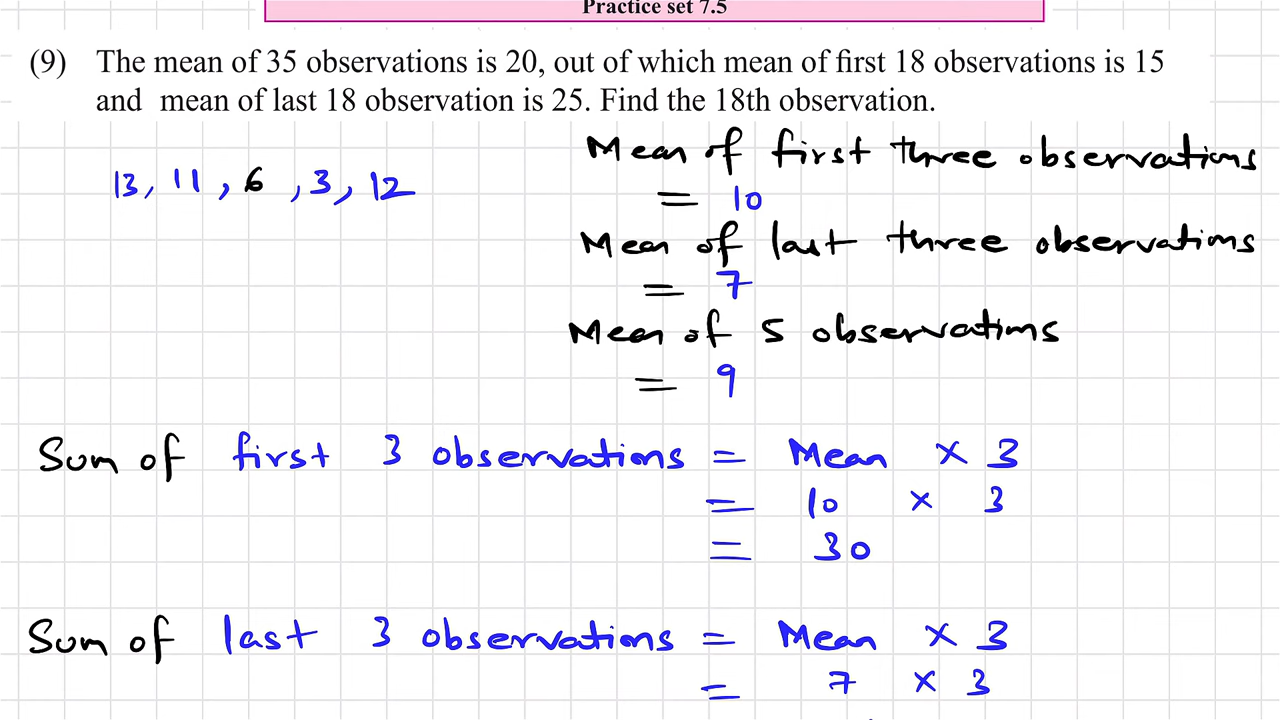 Practice set 7.5
(9) The mean of 35 observations is 20, out of which mean of first 18 observations is 15
and mean of last 18 observation is 25. Find the 18th observation.
Mean of first three observations
= 10
13, 11, 6, 3, 12
Mean of last three observations
= 7
Mean of 5 observations
= 9
Sum of first 3 observations = Mean × 3
= 10 × 3
= 30
Sum of last 3 observations = Mean × 3
= 7 × 3